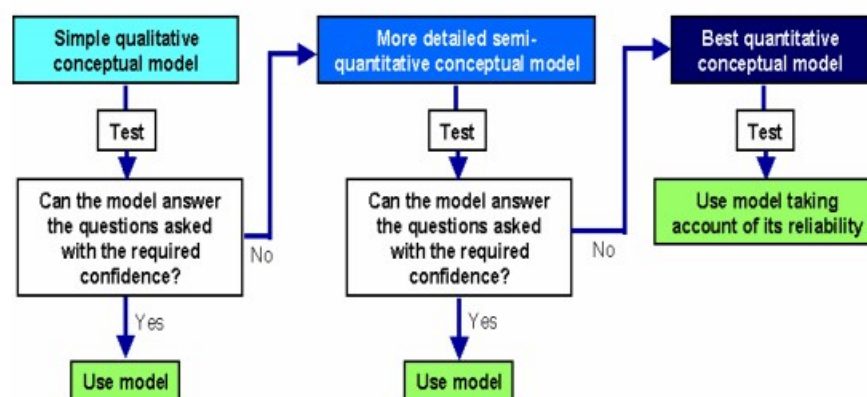 Simple qualitative
conceptual model
Test
Can the model answer
the questions asked
with the required
confidence?
No
Yes
Use model
More detailed semi-
quantitative conceptual model
Test
Can the model answer
the questions asked
with the required
confidence?
No
Yes
Use model
Best quantitative
conceptual model
Test
Use model taking
account of its reliability